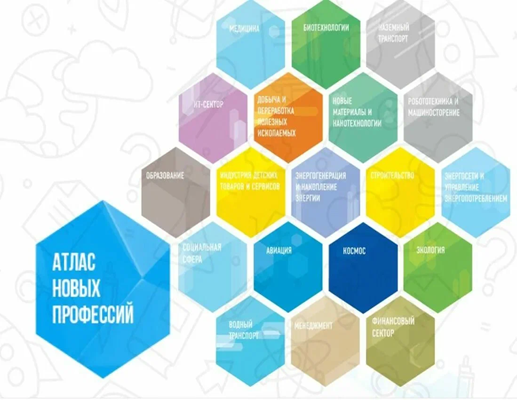 МЕДИЦИНА
БИОТЕХНОЛОГИИ
НАЗЕМНЫЙ
ТРАНСПОРТ
ИТ-СЕКТОР
ДОБЫЧА И
ПЕРЕРАБОТКА
ПОЛЕЗНЫХ
ИСКОПАЕМЫХ
НОВЫЕ
МАТЕРИАЛЫ И
НАНОТЕХНОЛОГИИ
РОБОТОТЕХНИКА И
МАШИНОСТОРЕНИЕ
ОБРАЗОВАНИЕ
ИНДУСТРИЯ ДЕТСКИХ
ТОВАРОВ И СЕРВИСОВ
ЭНЕРГОГЕНЕРАЦИЯ
И НАКОПЛЕНИЕ
ЭНЕРГИИ
СТРОИТЕЛЬСТВО
ЭНЕРГОСЕТИ И
УПРАВЛЕНИЕ
ЭНЕРГОПОТРЕБЛЕНИЕМ
АТЛАС
НОВЫХ
ПРОФЕССИЙ
СОЦИАЛЬНАЯ
СФЕРА
АВИАЦИЯ
КОСМОС
ЭКОЛОГИЯ
ВОДНЫЙ
ТРАНСПОРТ
МЕНЕДЖМЕНТ
ФИНАНСОВЫЙ
СЕКТОР